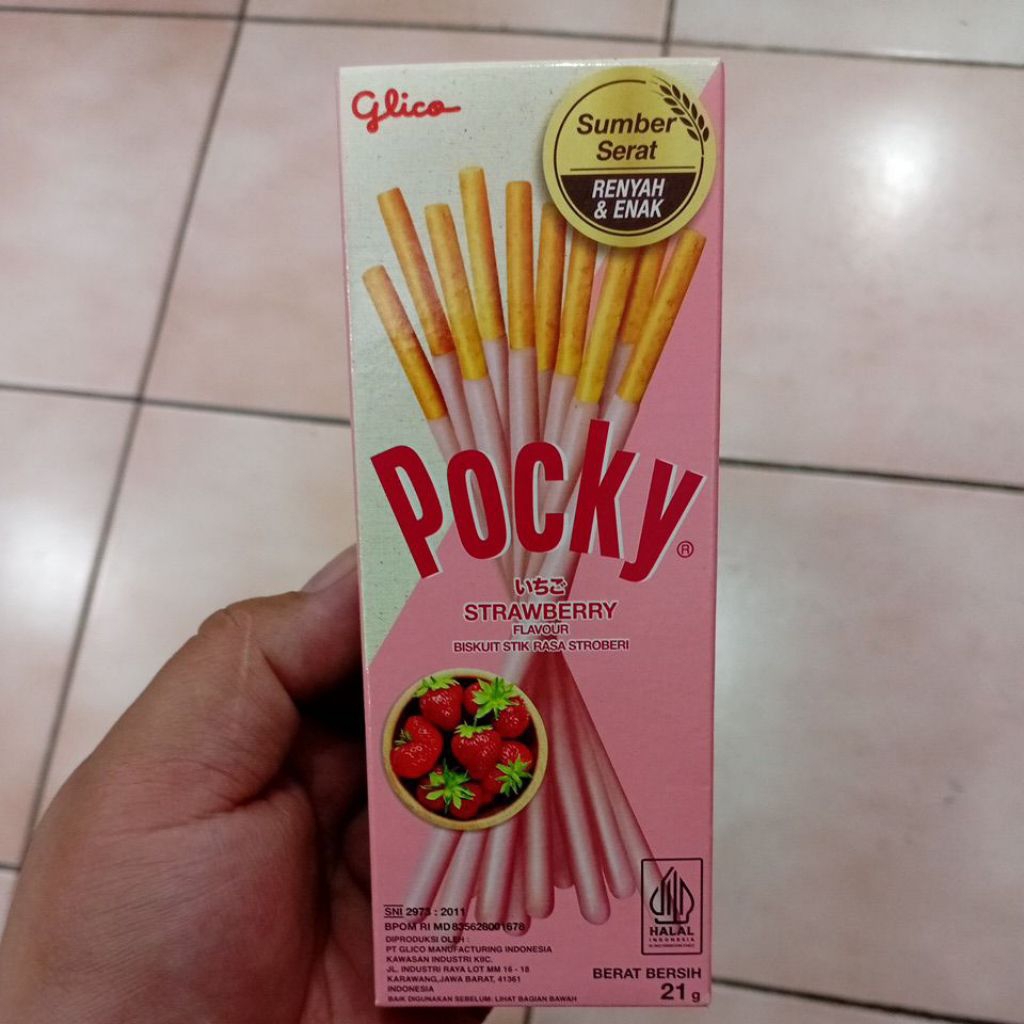 Glico
Sumber
Serat
RENYAH
& ENAK
Pocky®
いちご
STRAWBERRY
FLAVOUR
BISKUIT STIK RASA STROBERI
SNI 2973 : 2011
BPOM RI MD 835628001678
DIPRODUKSI OLEH :
PT GLICO MANUFACTURING INDONESIA
KAWASAN INDUSTRI KIIC.
JL. INDUSTRI RAYA LOT MM 16 - 18
KARAWANG,JAWA BARAT, 41361
INDONESIA
BAIK DIGUNAKAN SEBELUM: LIHAT BAGIAN BAWAH
HALAL
INDONESIA
BERAT BERSIH
21 g